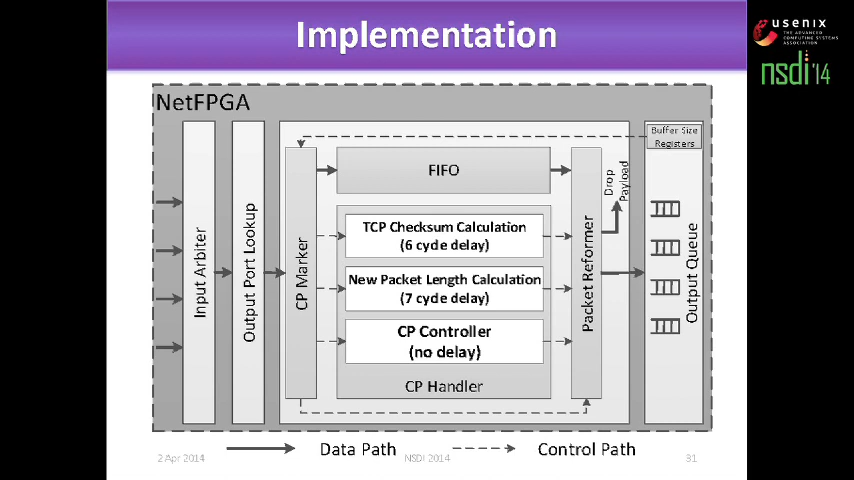 Implementation
usenix
THE ADVANCED
COMPUTING SYSTEMS
ASSOCIATION
nsdi '14
NetFPGA
Input Arbiter
Output Port Lookup
CP Marker
FIFO
TCP Checksum Calculation
(6 cycle delay)
New Packet Length Calculation
(7 cycle delay)
CP Controller
(no delay)
CP Handler
Packet Reformer
Drop
Payload
Buffer Size
Registers
Output Queue
Data Path
Control Path
2 Apr 2014
NSDI 2014
31